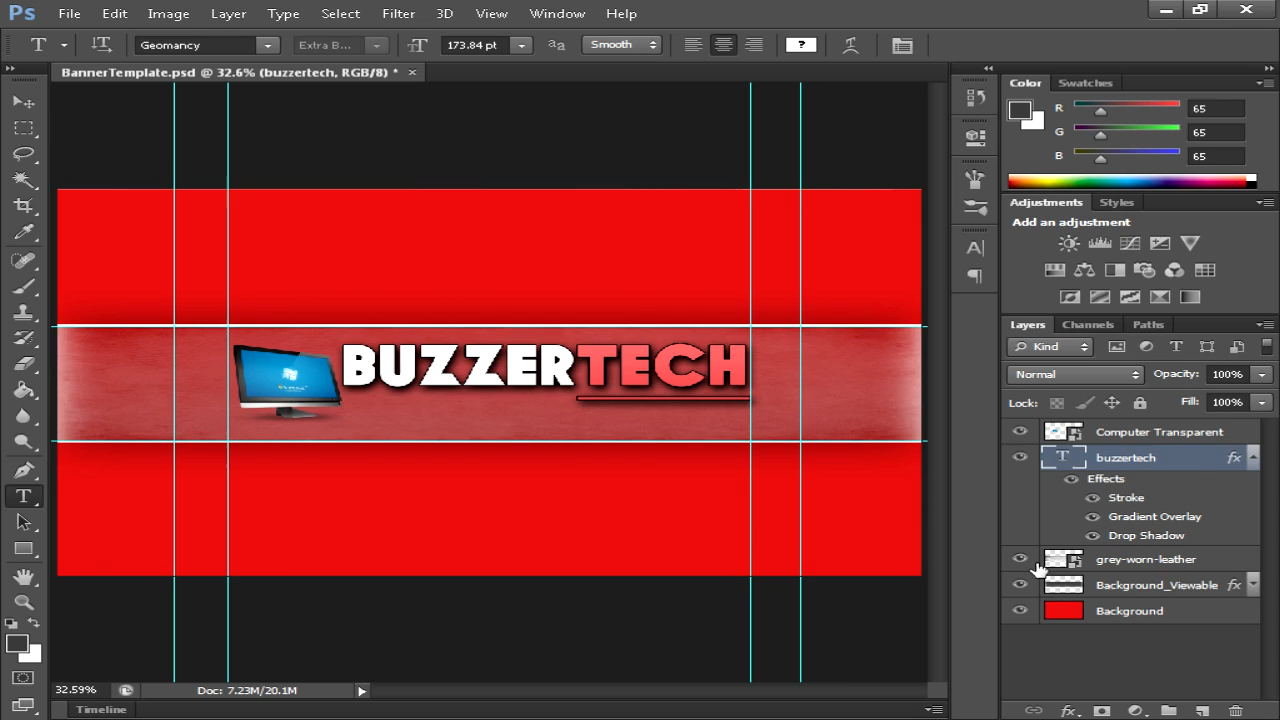 Ps File Edit Image Layer Type Select Filter 3D View Window Help
T Geomancy Extra B... 173.84 pt Smooth ?
BannerTemplate.psd @ 32.6% (buzzertech, RGB/8) * ×
Color Swatches
R 65
G 65
B 65
Adjustments Styles
Add an adjustment
Layers Channels Paths
Kind
Normal Opacity: 100%
Lock: Fill: 100%
Computer Transparent
T buzzertech fx
Effects
Stroke
Gradient Overlay
Drop Shadow
grey-worn-leather
Background_Viewable fx
Background
BUZZERTECH
32.59% Doc: 7.23M/20.1M
Timeline